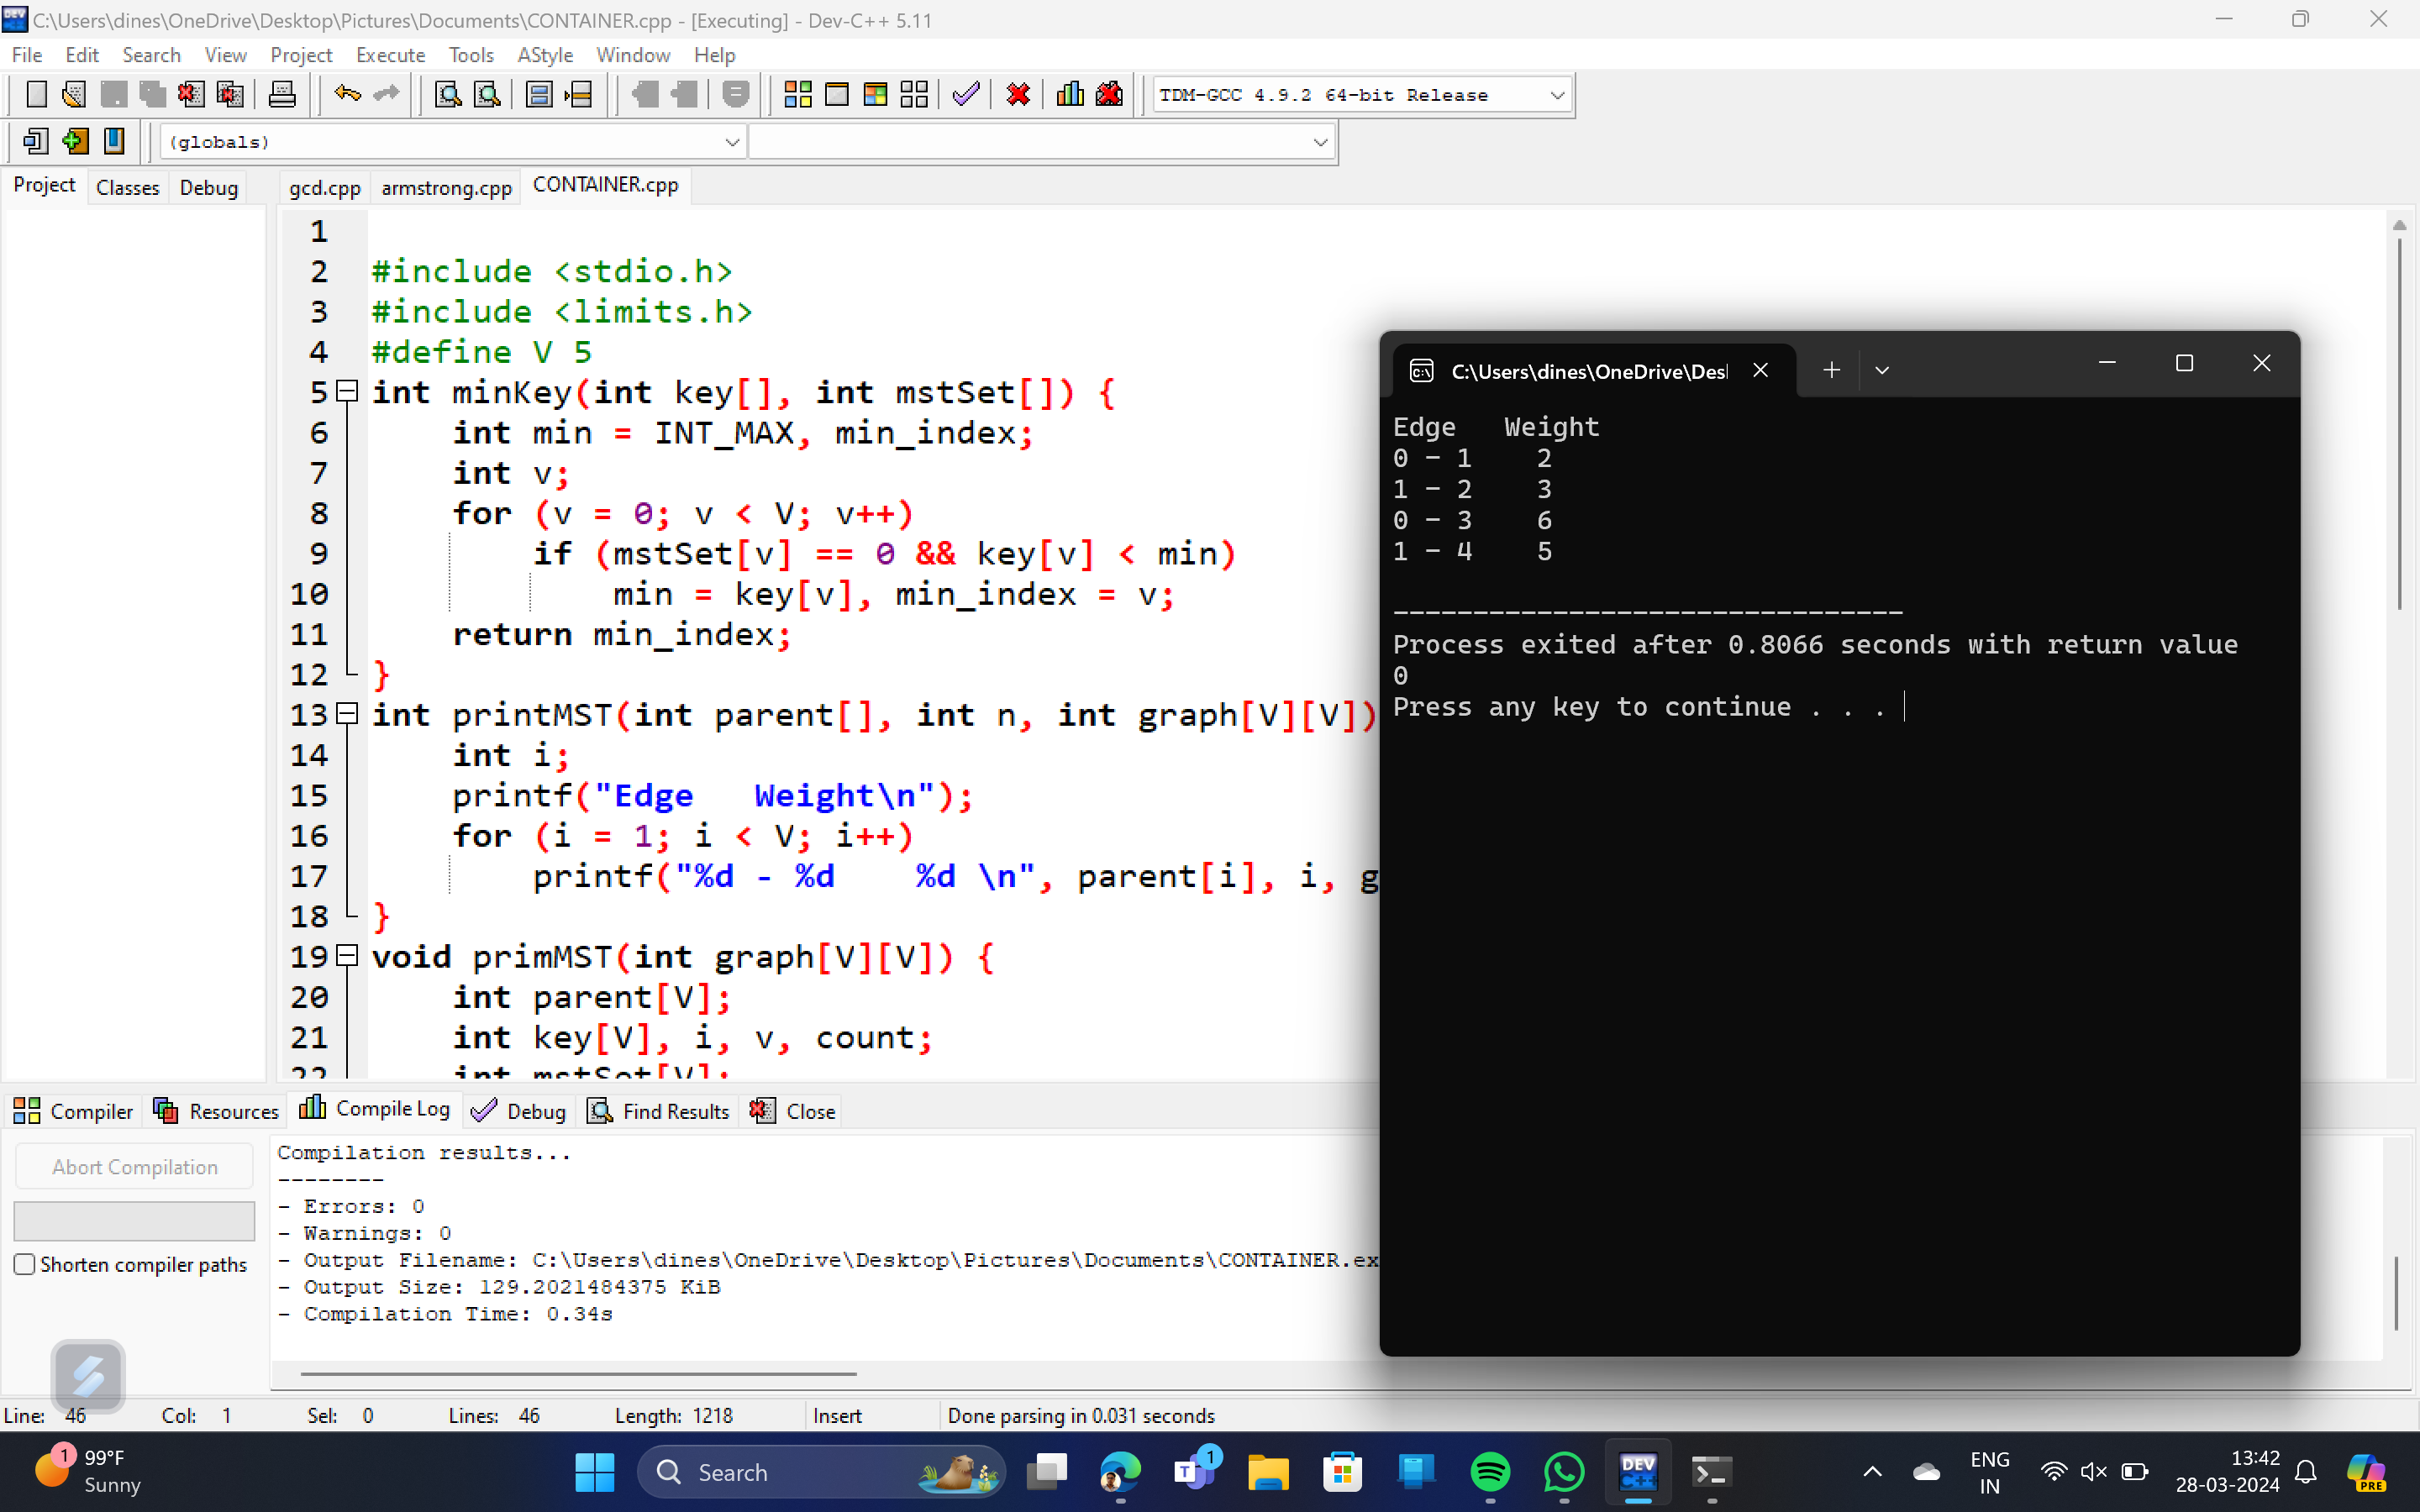 C:\Users\dines\OneDrive\Desktop\Pictures\Documents\CONTAINER.cpp - [Executing] - Dev-C++ 5.11
File Edit Search View Project Execute Tools AStyle Window Help
TDM-GCC 4.9.2 64-bit Release
(globals)
Project Classes Debug
gcd.cpp armstrong.cpp CONTAINER.cpp
1
2 #include <stdio.h>
3 #include <limits.h>
4 #define V 5
5 int minKey(int key[], int mstSet[]) {
6 int min = INT_MAX, min_index;
7 int v;
8 for (v = 0; v < V; v++)
9 if (mstSet[v] == 0 && key[v] < min)
10 min = key[v], min_index = v;
11 return min_index;
12 }
13 int printMST(int parent[], int n, int graph[V][V])
14 int i;
15 printf("Edge   Weight\n");
16 for (i = 1; i < V; i++)
17 printf("%d - %d    %d \n", parent[i], i, g
18 }
19 void primMST(int graph[V][V]) {
20 int parent[V];
21 int key[V], i, v, count;
22 int mstSet[V];
C:\Users\dines\OneDrive\Des
Edge   Weight
0 - 1    2
1 - 2    3
0 - 3    6
1 - 4    5
--------------------------------
Process exited after 0.8066 seconds with return value
0
Press any key to continue . . .
Compiler Resources Compile Log Debug Find Results Close
Abort Compilation
Shorten compiler paths
Compilation results...
--------
- Errors: 0
- Warnings: 0
- Output Filename: C:\Users\dines\OneDrive\Desktop\Pictures\Documents\CONTAINER.ex
- Output Size: 129.2021484375 KiB
- Compilation Time: 0.34s
Line: 46 Col: 1 Sel: 0 Lines: 46 Length: 1218 Insert Done parsing in 0.031 seconds
1
99°F
Sunny
Search
T
1
DEV
C++
ENG
IN
13:42
28-03-2024
PRE